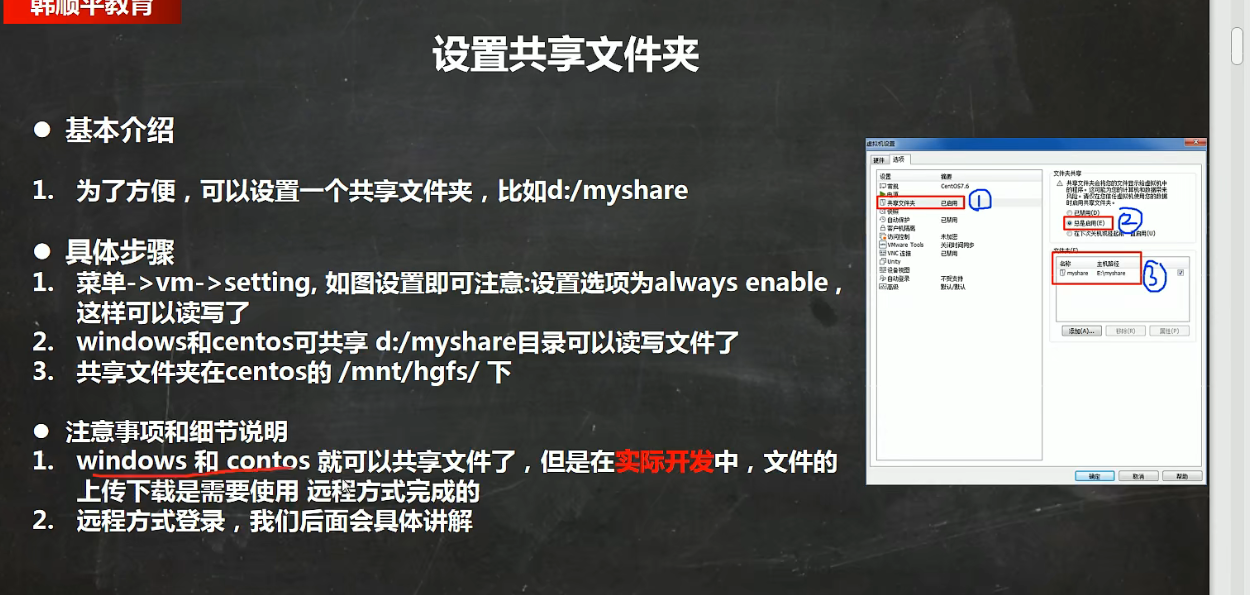 韩顺平教育
设置共享文件夹
● 基本介绍
1. 为了方便，可以设置一个共享文件夹，比如d:/myshare
● 具体步骤
1. 菜单->vm->setting, 如图设置即可注意:设置选项为always enable，
这样可以读写了
2. windows和centos可共享 d:/myshare目录可以读写文件了
3. 共享文件夹在centos的 /mnt/hgfs/ 下
● 注意事项和细节说明
1. windows 和 contos 就可以共享文件了，但是在实际开发中，文件的
上传下载是需要使用 远程方式完成的
2. 远程方式登录，我们后面会具体讲解
虚拟机设置
硬件 选项
设置 摘要
常规 CentOS7.6
电源
共享文件夹 已启用
快照
自动保护 已禁用
客户机隔离
访问控制 未加密
VMware Tools 关闭时间同步
VNC 连接 已禁用
Unity
设备视图
自动登录 不受支持
高级 默认/默认
文件夹共享
共享文件夹会将您的文件显示给虚拟机中
的程序。这可能为您的计算机和数据带来
风险。请仅在您信任虚拟机使用您的数据
时启用共享文件夹。
已禁用(D)
总是启用(E)
文件夹(F)
名称 主机路径
myshare E:\myshare
添加(A)... 移除(R) 属性(P)
确定 取消 帮助
1
2
3